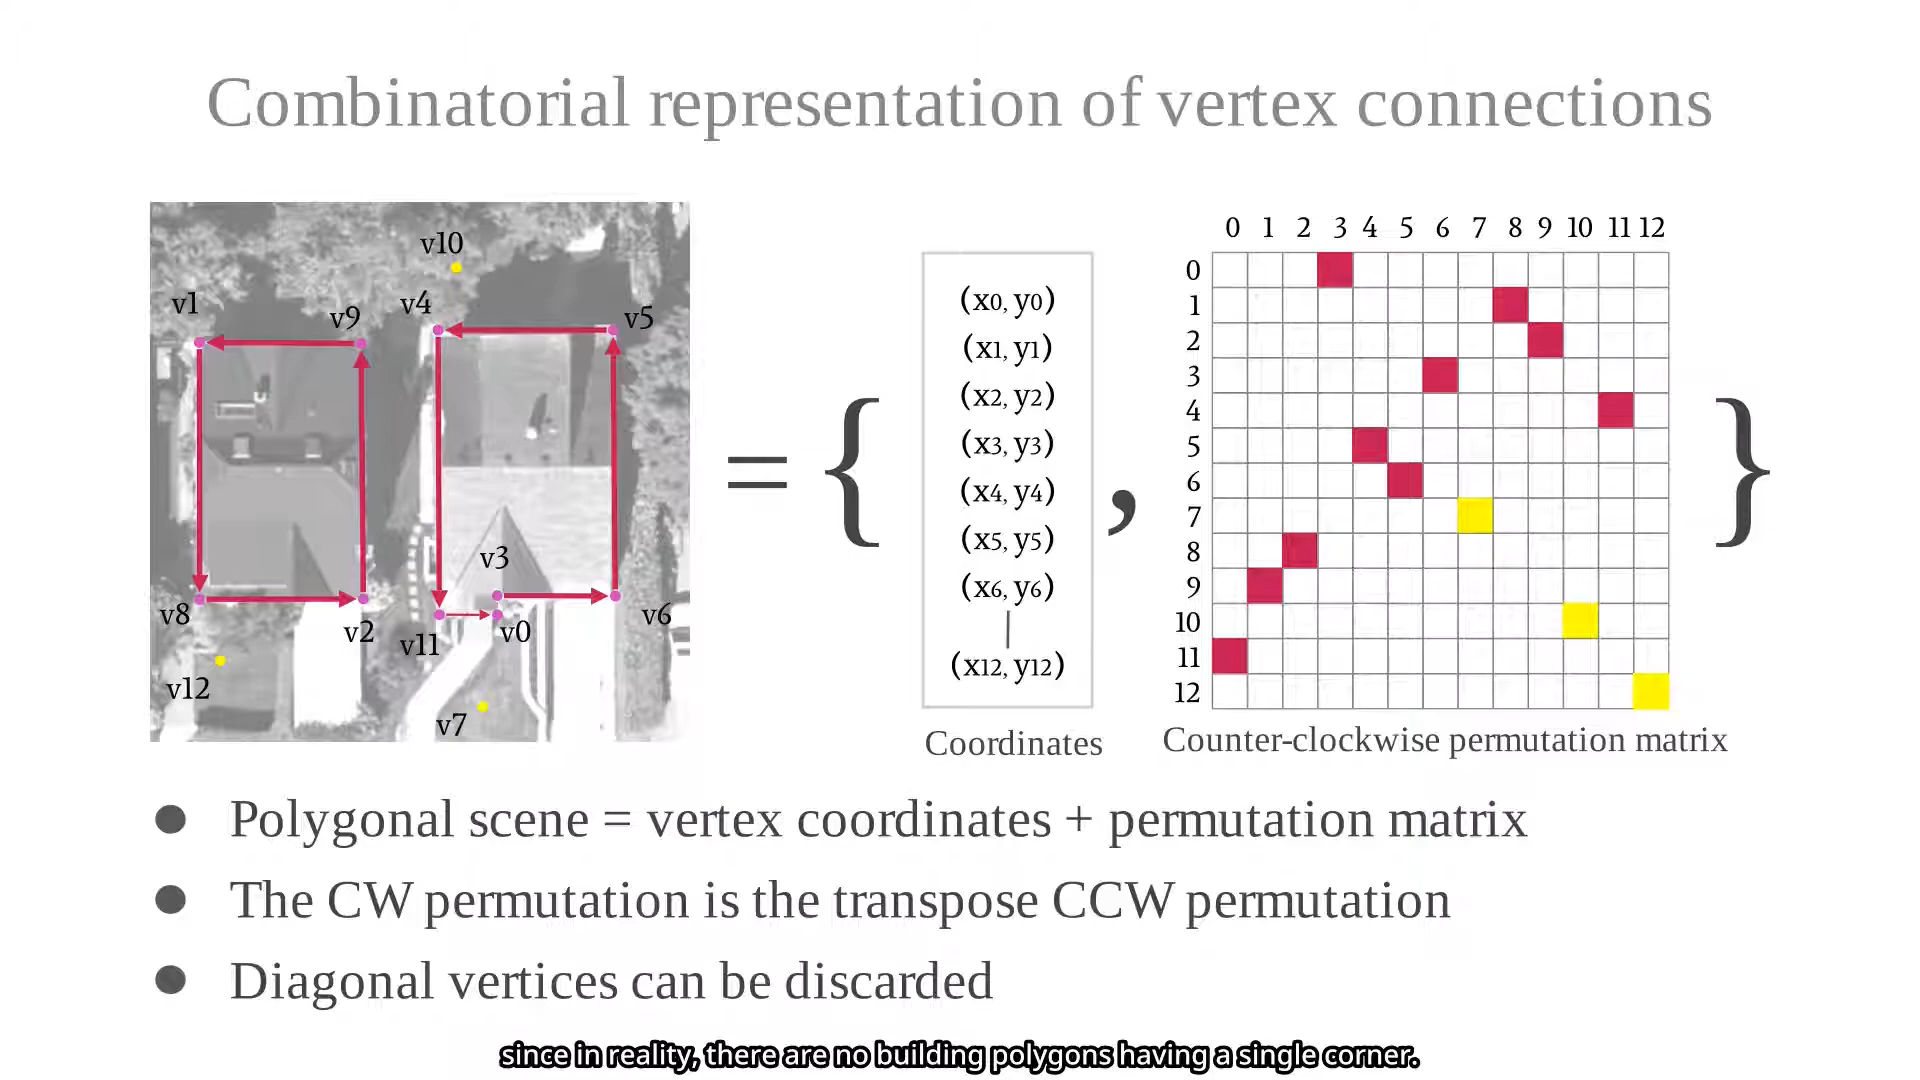 Combinatorial representation of vertex connections
v10
v1
v9
v4
v5
v3
v8
v2
v11
v0
v6
v12
v7
=
{
(x0, y0)
(x1, y1)
(x2, y2)
(x3, y3)
(x4, y4)
(x5, y5)
(x6, y6)
|
(x12, y12)
Coordinates
,
0 1 2 3 4 5 6 7 8 9 10 11 12
0
1
2
3
4
5
6
7
8
9
10
11
12
Counter-clockwise permutation matrix
}
● Polygonal scene = vertex coordinates + permutation matrix
● The CW permutation is the transpose CCW permutation
● Diagonal vertices can be discarded
since in reality, there are no building polygons having a single corner.